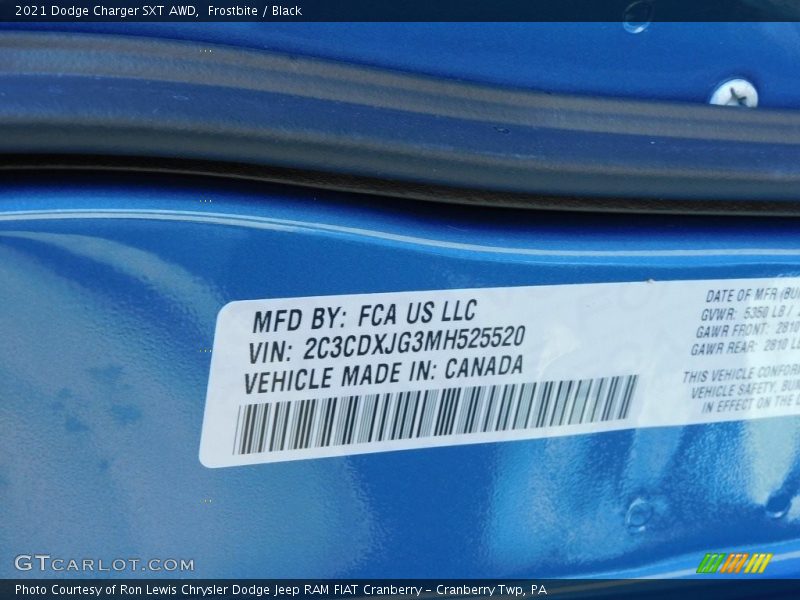 2021 Dodge Charger SXT AWD, Frostbite / Black
MFD BY: FCA US LLC
VIN: 2C3CDXJG3MH525520
VEHICLE MADE IN: CANADA
DATE OF MFR
GVWR: 5350 LB /
GAWR FRONT: 2810
GAWR REAR: 2810
THIS VEHICLE
VEHICLE SAFETY,
IN EFFECT ON THE
GTCARLOT.COM
Photo Courtesy of Ron Lewis Chrysler Dodge Jeep RAM FIAT Cranberry – Cranberry Twp, PA